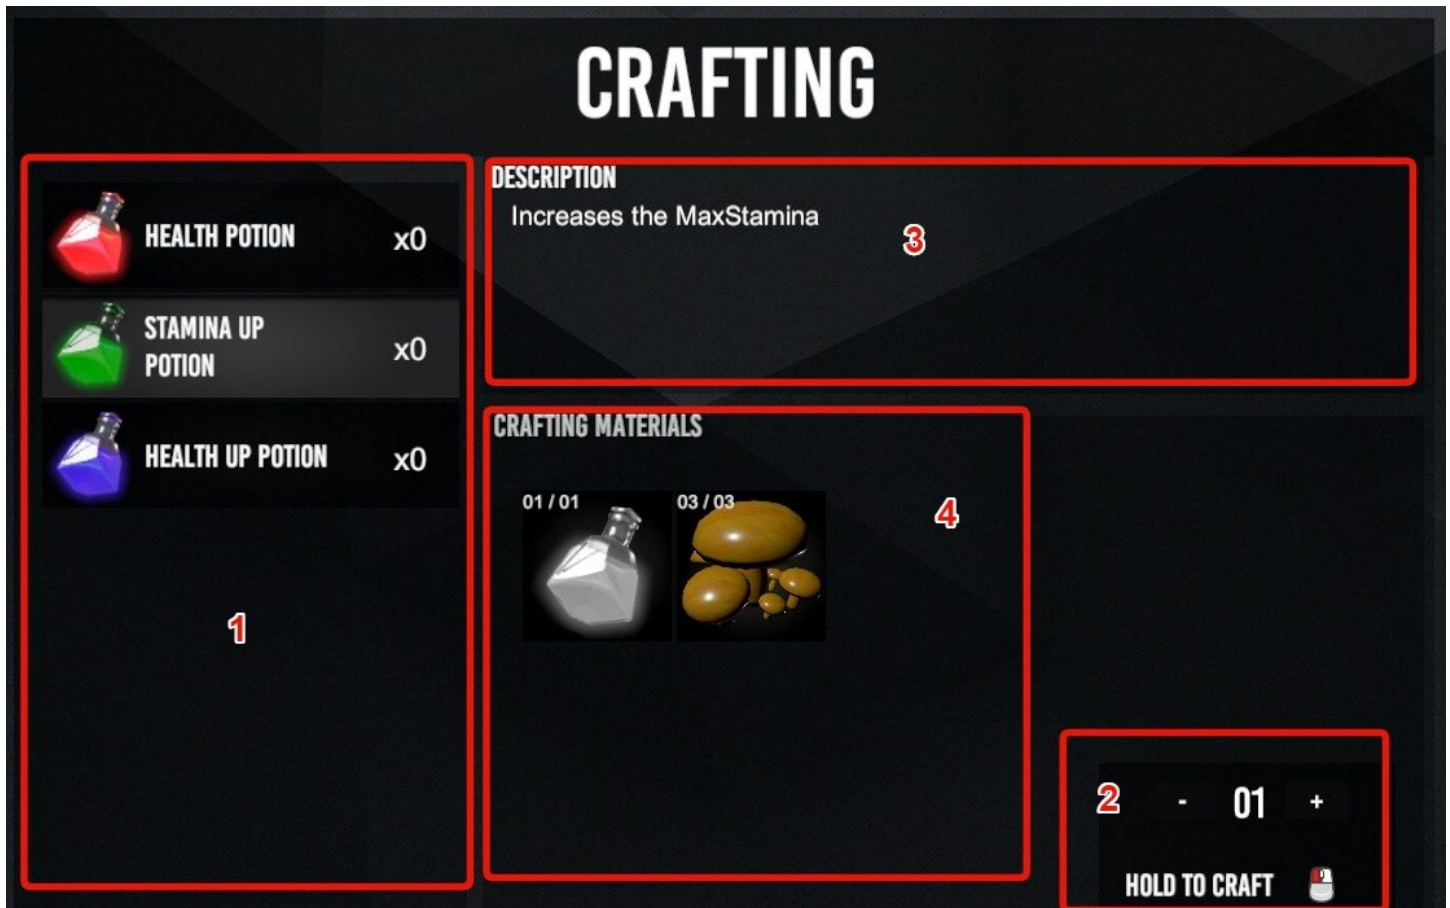 CRAFTING
HEALTH POTION
x0
STAMINA UP
POTION
x0
HEALTH UP POTION
x0
1
DESCRIPTION
Increases the MaxStamina
3
CRAFTING MATERIALS
01 / 01
03 / 03
4
2
- 01 +
HOLD TO CRAFT